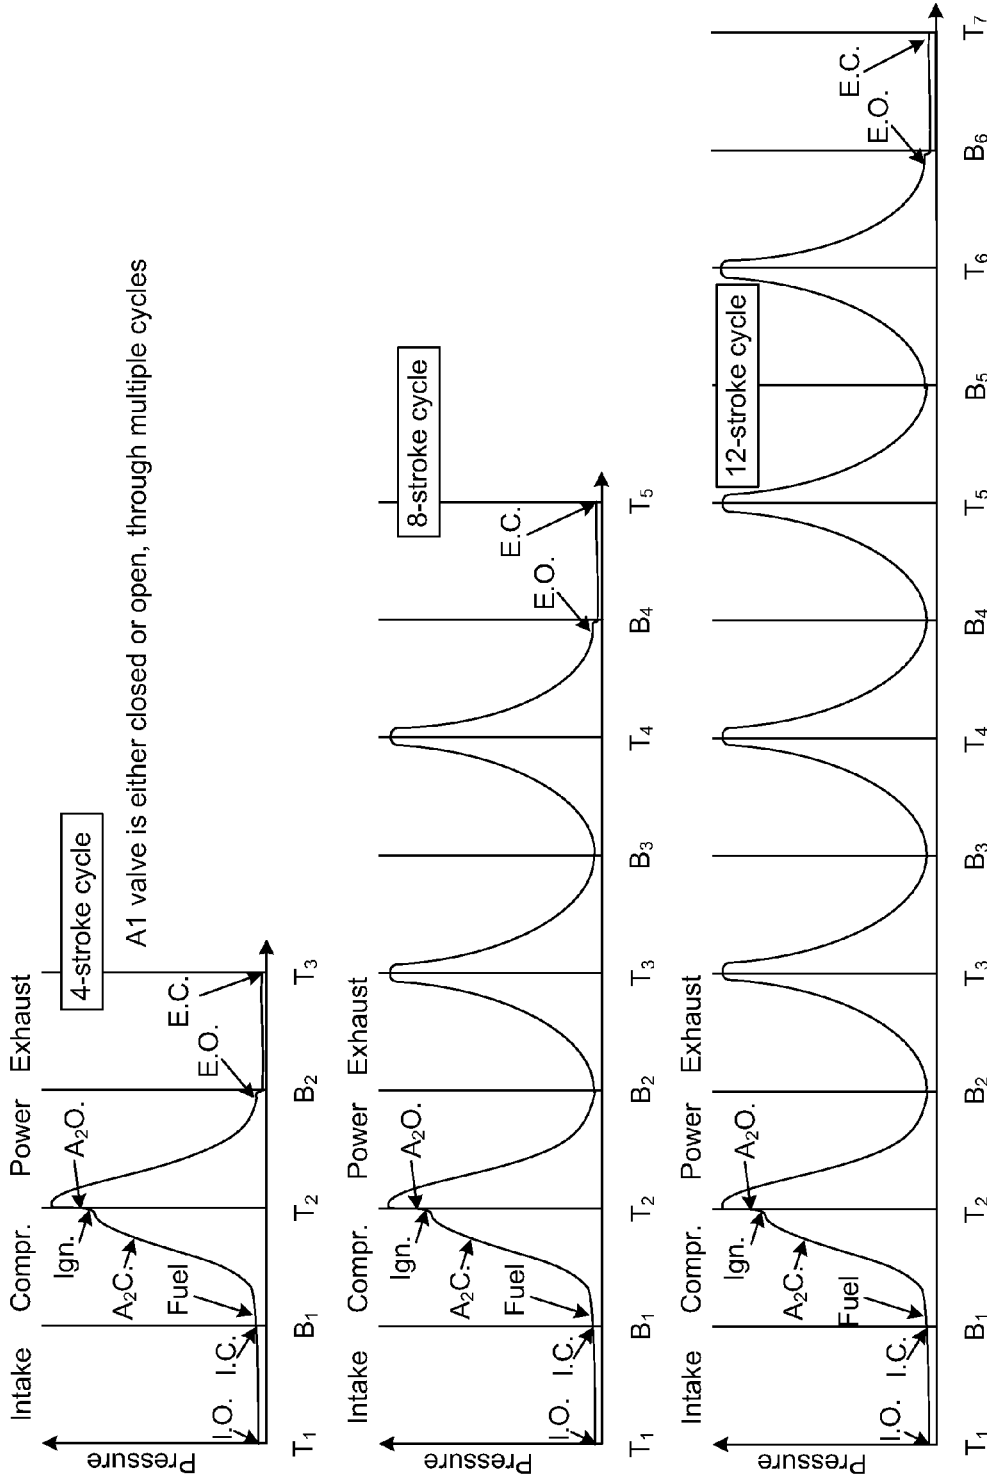 Intake Compr. Power Exhaust
4-stroke cycle
A1 valve is either closed or open, through multiple cycles
Pressure
I.O. I.C. Fuel A₂C. Ign. A₂O. E.O. E.C.
T₁ B₁ T₂ B₂ T₃
Intake Compr. Power Exhaust
8-stroke cycle
Pressure
I.O. I.C. Fuel A₂C. Ign. A₂O. E.O. E.C.
T₁ B₁ T₂ B₂ T₃ B₃ T₄ B₄ T₅
Intake Compr. Power Exhaust
12-stroke cycle
Pressure
I.O. I.C. Fuel A₂C. Ign. A₂O. E.O. E.C.
T₁ B₁ T₂ B₂ T₃ B₃ T₄ B₄ T₅ B₅ T₆ B₆ T₇